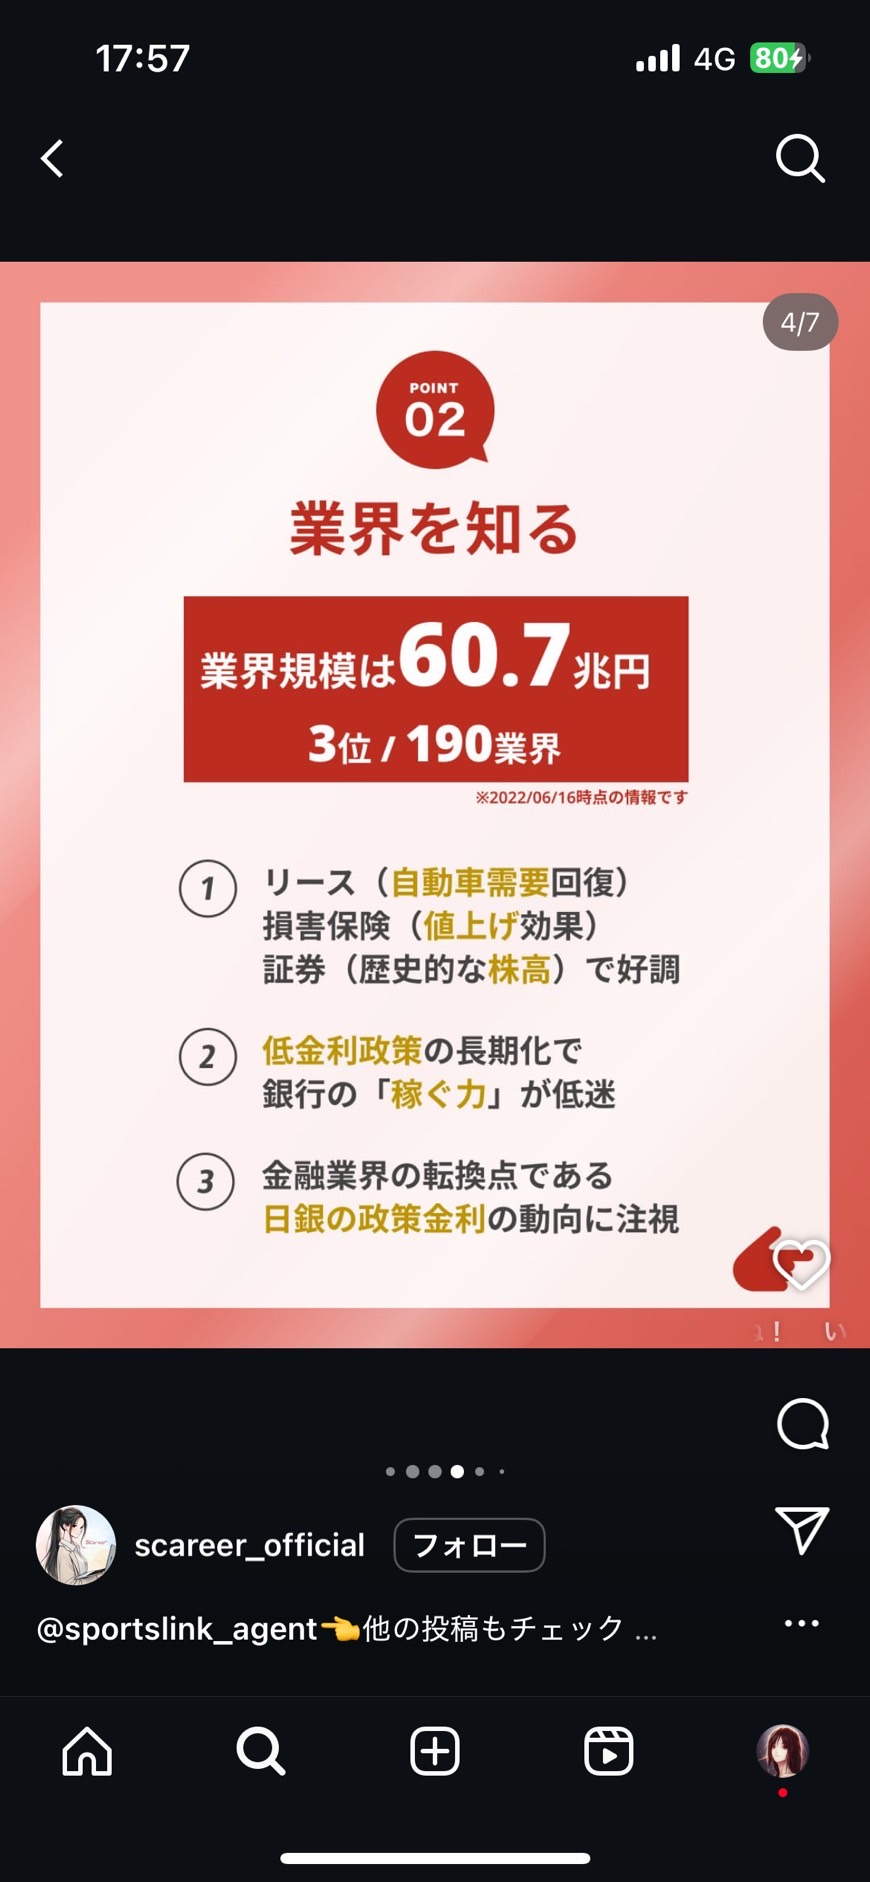 17:57
4G 80
4/7
POINT
02
業界を知る
業界規模は60.7兆円
3位 / 190業界
※2022/06/16時点の情報です
1 リース（自動車需要回復）
損害保険（値上げ効果）
証券（歴史的な株高）で好調
2 低金利政策の長期化で
銀行の「稼ぐ力」が低迷
3 金融業界の転換点である
日銀の政策金利の動向に注視
！ い
scareer_official フォロー
@sportslink_agent👈他の投稿もチェック ...